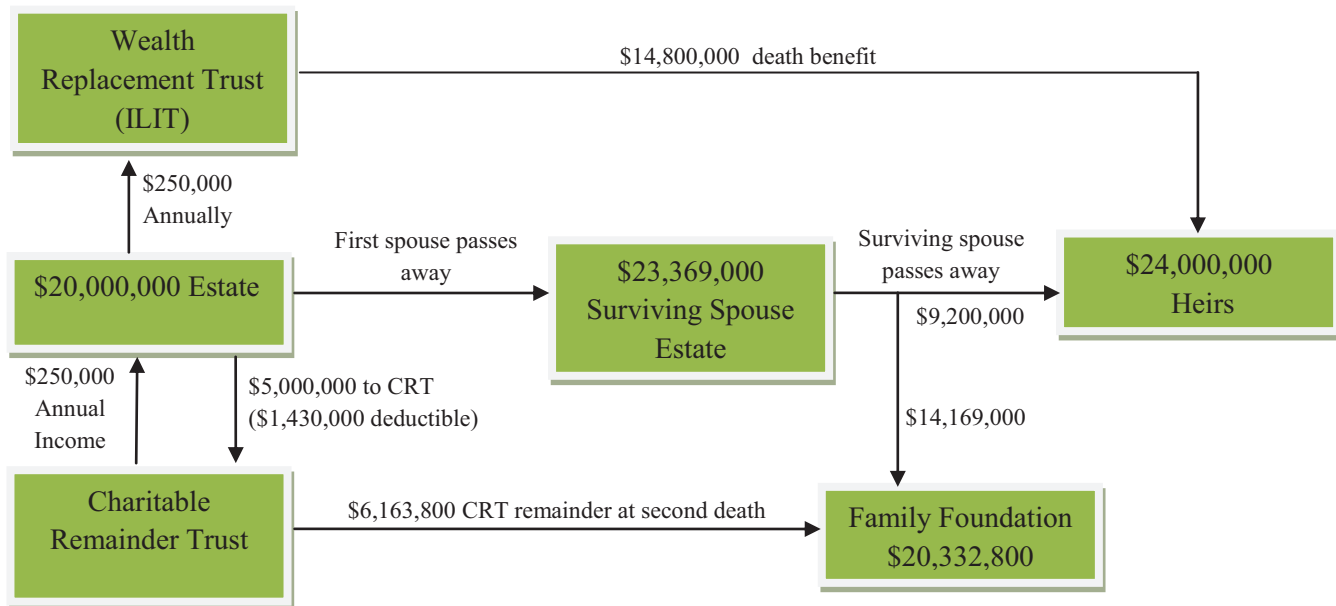 Wealth
Replacement Trust
(ILIT)
$14,800,000 death benefit
$250,000
Annually
$20,000,000 Estate
First spouse passes
away
$23,369,000
Surviving Spouse
Estate
Surviving spouse
passes away
$9,200,000
$24,000,000
Heirs
$250,000
Annual
Income
$5,000,000 to CRT
($1,430,000 deductible)
$14,169,000
Charitable
Remainder Trust
$6,163,800 CRT remainder at second death
Family Foundation
$20,332,800